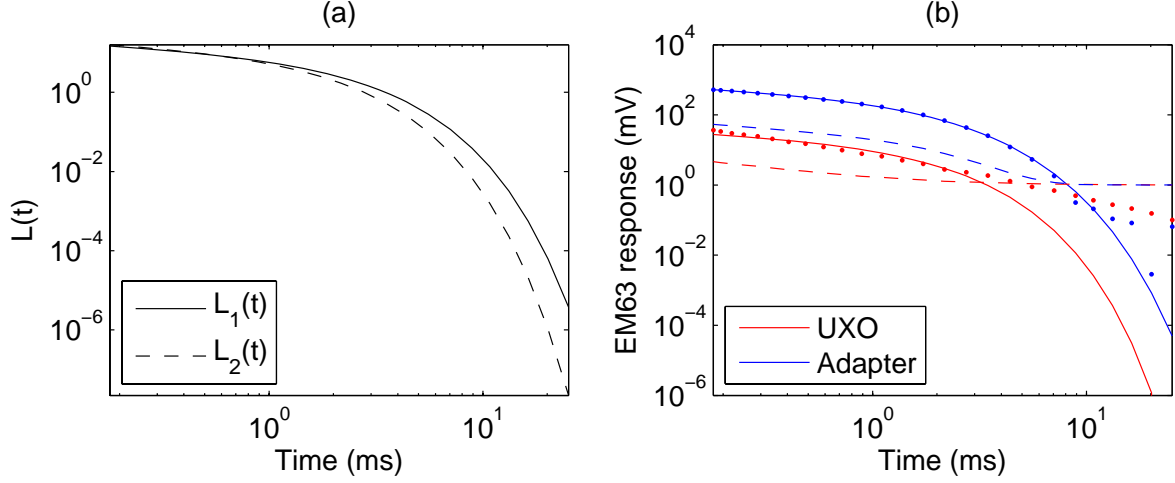 (a)
L(t)
10^0
10^−2
10^−4
10^−6
L_1(t)
L_2(t)
10^0
10^1
Time (ms)
(b)
EM63 response (mV)
10^4
10^2
10^0
10^−2
10^−4
10^−6
UXO
Adapter
10^0
10^1
Time (ms)